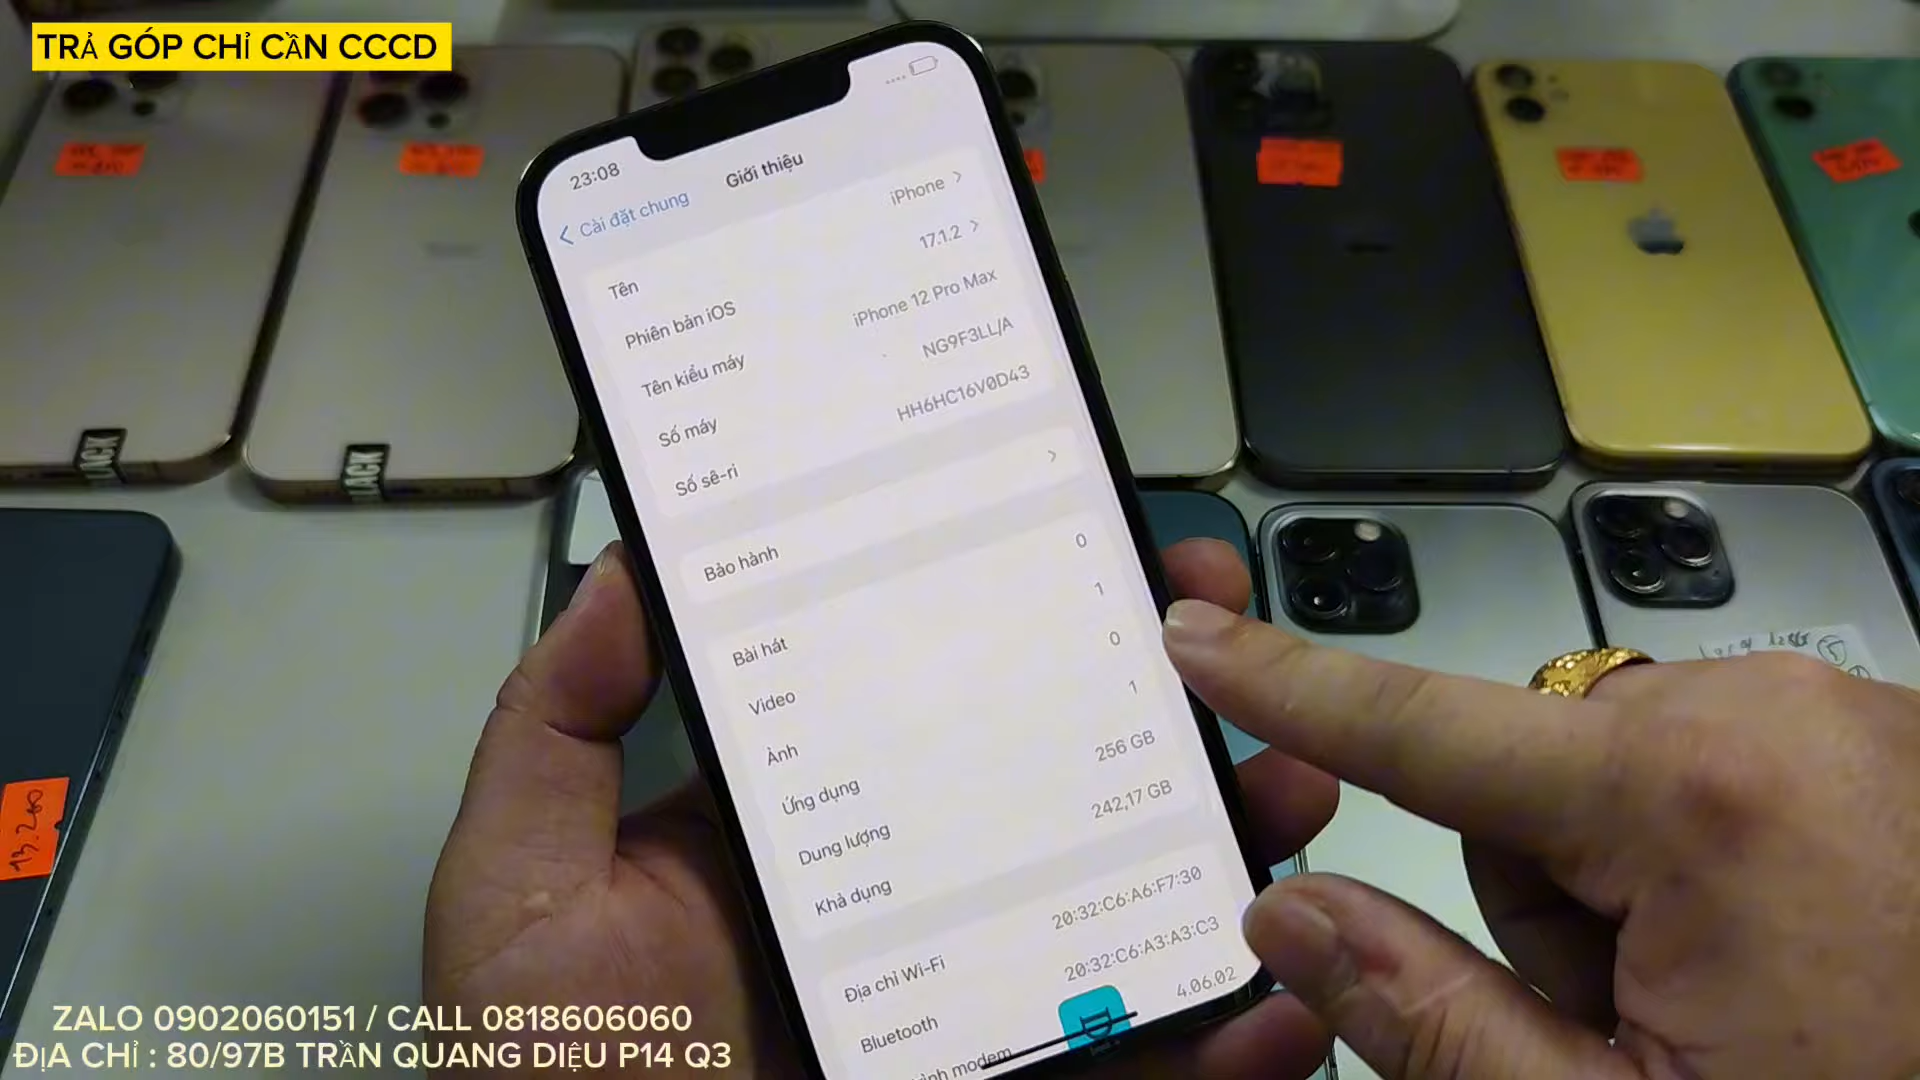 TRẢ GÓP CHỈ CẦN CCCD
23:08
Cài đặt chung
Giới thiệu
Tên
iPhone
Phiên bản iOS
17.1.2
Tên kiểu máy
iPhone 12 Pro Max
Số máy
NG9F3LL/A
Số sê-ri
HH6HC16V0D43
Bảo hành
Bài hát
0
Video
1
Ảnh
0
Ứng dụng
1
Dung lượng
256 GB
Khả dụng
242,17 GB
Địa chỉ Wi-Fi
20:32:C6:A6:F7:30
Bluetooth
20:32:C6:A3:A3:C3
modem
4.06.02
13.200
ZALO 0902060151 / CALL 0818606060
ĐỊA CHỈ : 80/97B TRẦN QUANG DIỆU P14 Q3